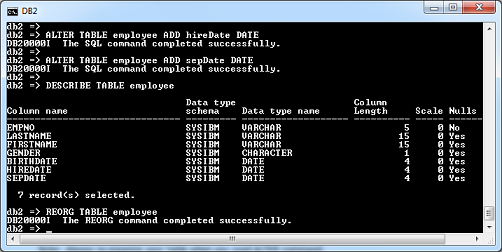 DB2
db2 =>
db2 => ALTER TABLE employee ADD hireDate DATE
DB20000I  The SQL command completed successfully.
db2 =>
db2 => ALTER TABLE employee ADD sepDate DATE
DB20000I  The SQL command completed successfully.
db2 =>
db2 => DESCRIBE TABLE employee
Data type Column
Column name schema Data type name Length Scale Nulls
EMPNO SYSIBM VARCHAR 5 0 No
LASTNAME SYSIBM VARCHAR 15 0 Yes
FIRSTNAME SYSIBM VARCHAR 15 0 Yes
GENDER SYSIBM CHARACTER 1 0 Yes
BIRTHDATE SYSIBM DATE 4 0 Yes
HIREDATE SYSIBM DATE 4 0 Yes
SEPDATE SYSIBM DATE 4 0 Yes
7 record(s) selected.
db2 => REORG TABLE employee
DB20000I  The REORG command completed successfully.
db2 => _